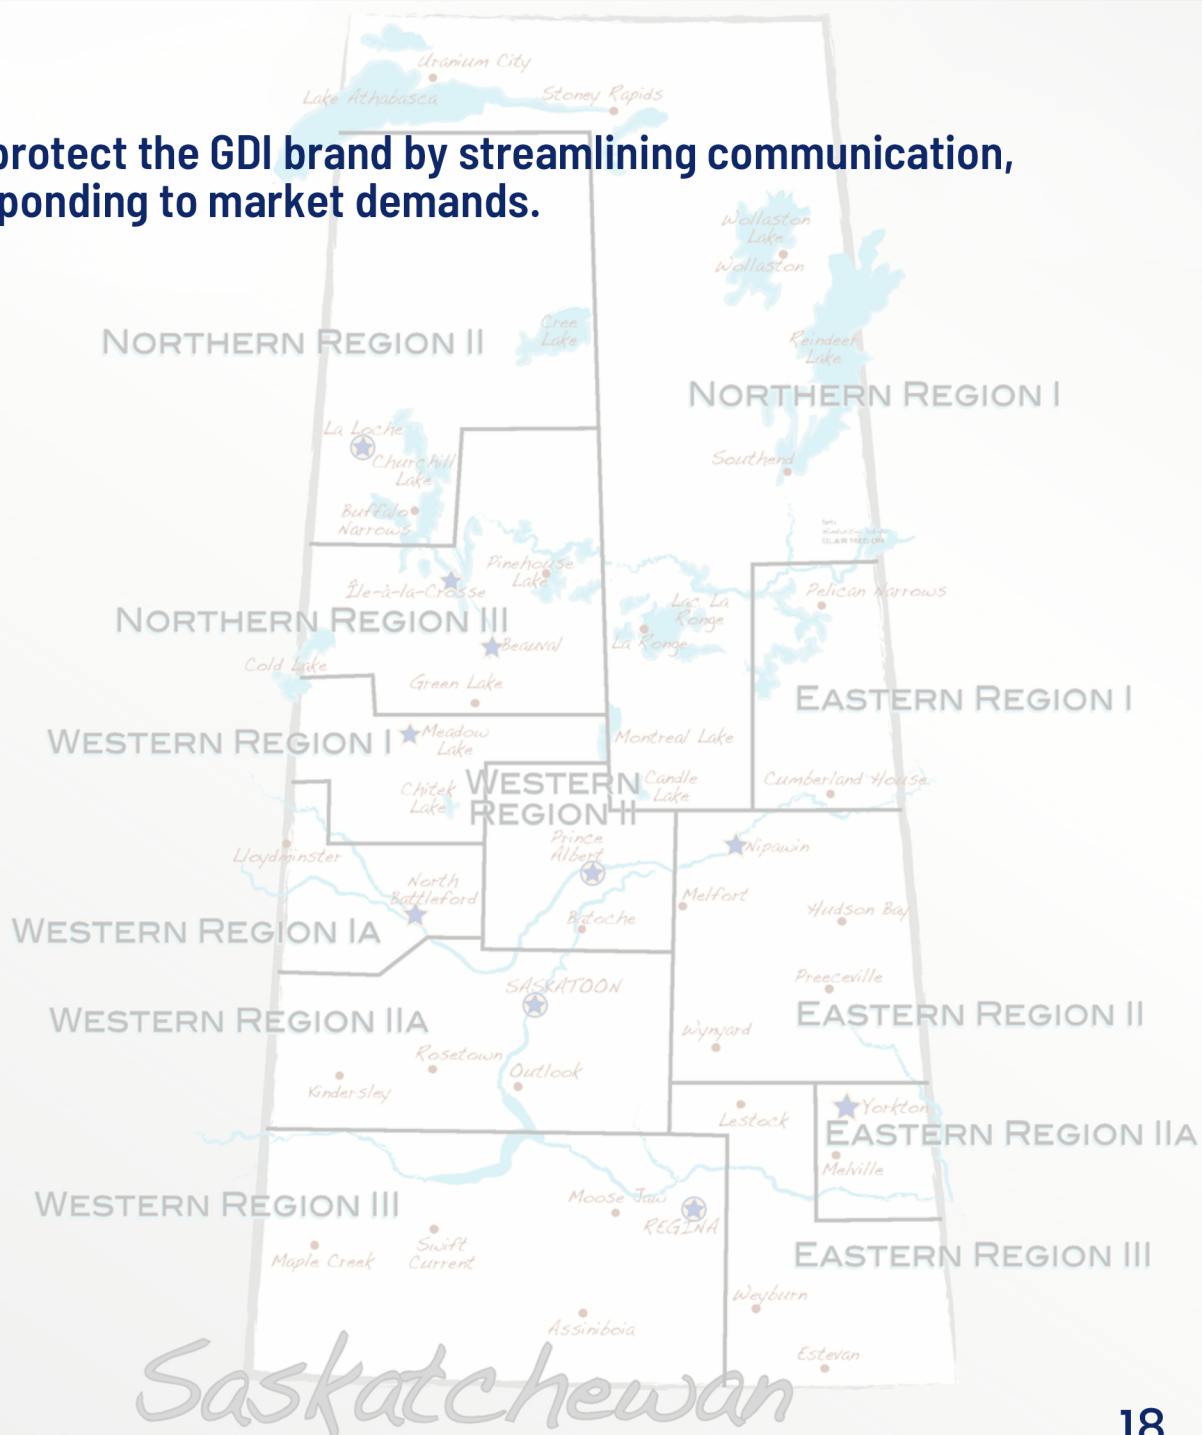 Uranium City
Lake Athabasca
Stoney Rapids
protect the GDI brand by streamlining communication,
ponding to market demands.
Wollaston
Lake
Wollaston
Cree
Lake
NORTHERN REGION II
Reindeer
Lake
NORTHERN REGION I
La Loche
Churchill
Lake
Southend
Buffalo
Narrows
Pinehouse
Lake
Île-à-la-Crosse
Pelican Narrows
Lac La
Ronge
NORTHERN REGION III
Beauval
La Ronge
Cold Lake
Green Lake
EASTERN REGION I
WESTERN REGION I
Meadow
Lake
Montreal Lake
Chitek
Lake
WESTERN
REGION II
Candle
Lake
Cumberland House
Prince
Albert
Nipawin
Lloydminster
North
Battleford
Melfort
Hudson Bay
Batoche
WESTERN REGION IA
SASKATOON
Preeceville
WESTERN REGION IIA
EASTERN REGION II
Wynyard
Rosetown
Outlook
Kindersley
Lestock
Yorkton
EASTERN REGION IIA
Melville
WESTERN REGION III
Moose Jaw
REGINA
Swift
Current
Maple Creek
EASTERN REGION III
Weyburn
Assiniboia
Estevan
Saskatchewan
18